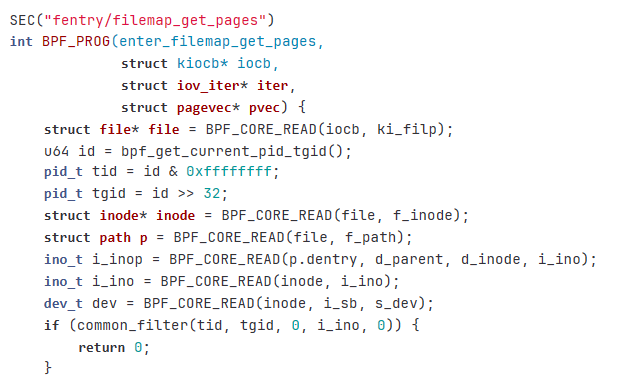 SEC("fentry/filemap_get_pages")
int BPF_PROG(enter_filemap_get_pages,
             struct kiocb* iocb,
             struct iov_iter* iter,
             struct pagevec* pvec) {
    struct file* file = BPF_CORE_READ(iocb, ki_filp);
    u64 id = bpf_get_current_pid_tgid();
    pid_t tid = id & 0xffffffff;
    pid_t tgid = id >> 32;
    struct inode* inode = BPF_CORE_READ(file, f_inode);
    struct path p = BPF_CORE_READ(file, f_path);
    ino_t i_inop = BPF_CORE_READ(p.dentry, d_parent, d_inode, i_ino);
    ino_t i_ino = BPF_CORE_READ(inode, i_ino);
    dev_t dev = BPF_CORE_READ(inode, i_sb, s_dev);
    if (common_filter(tid, tgid, 0, i_ino, 0)) {
        return 0;
    }